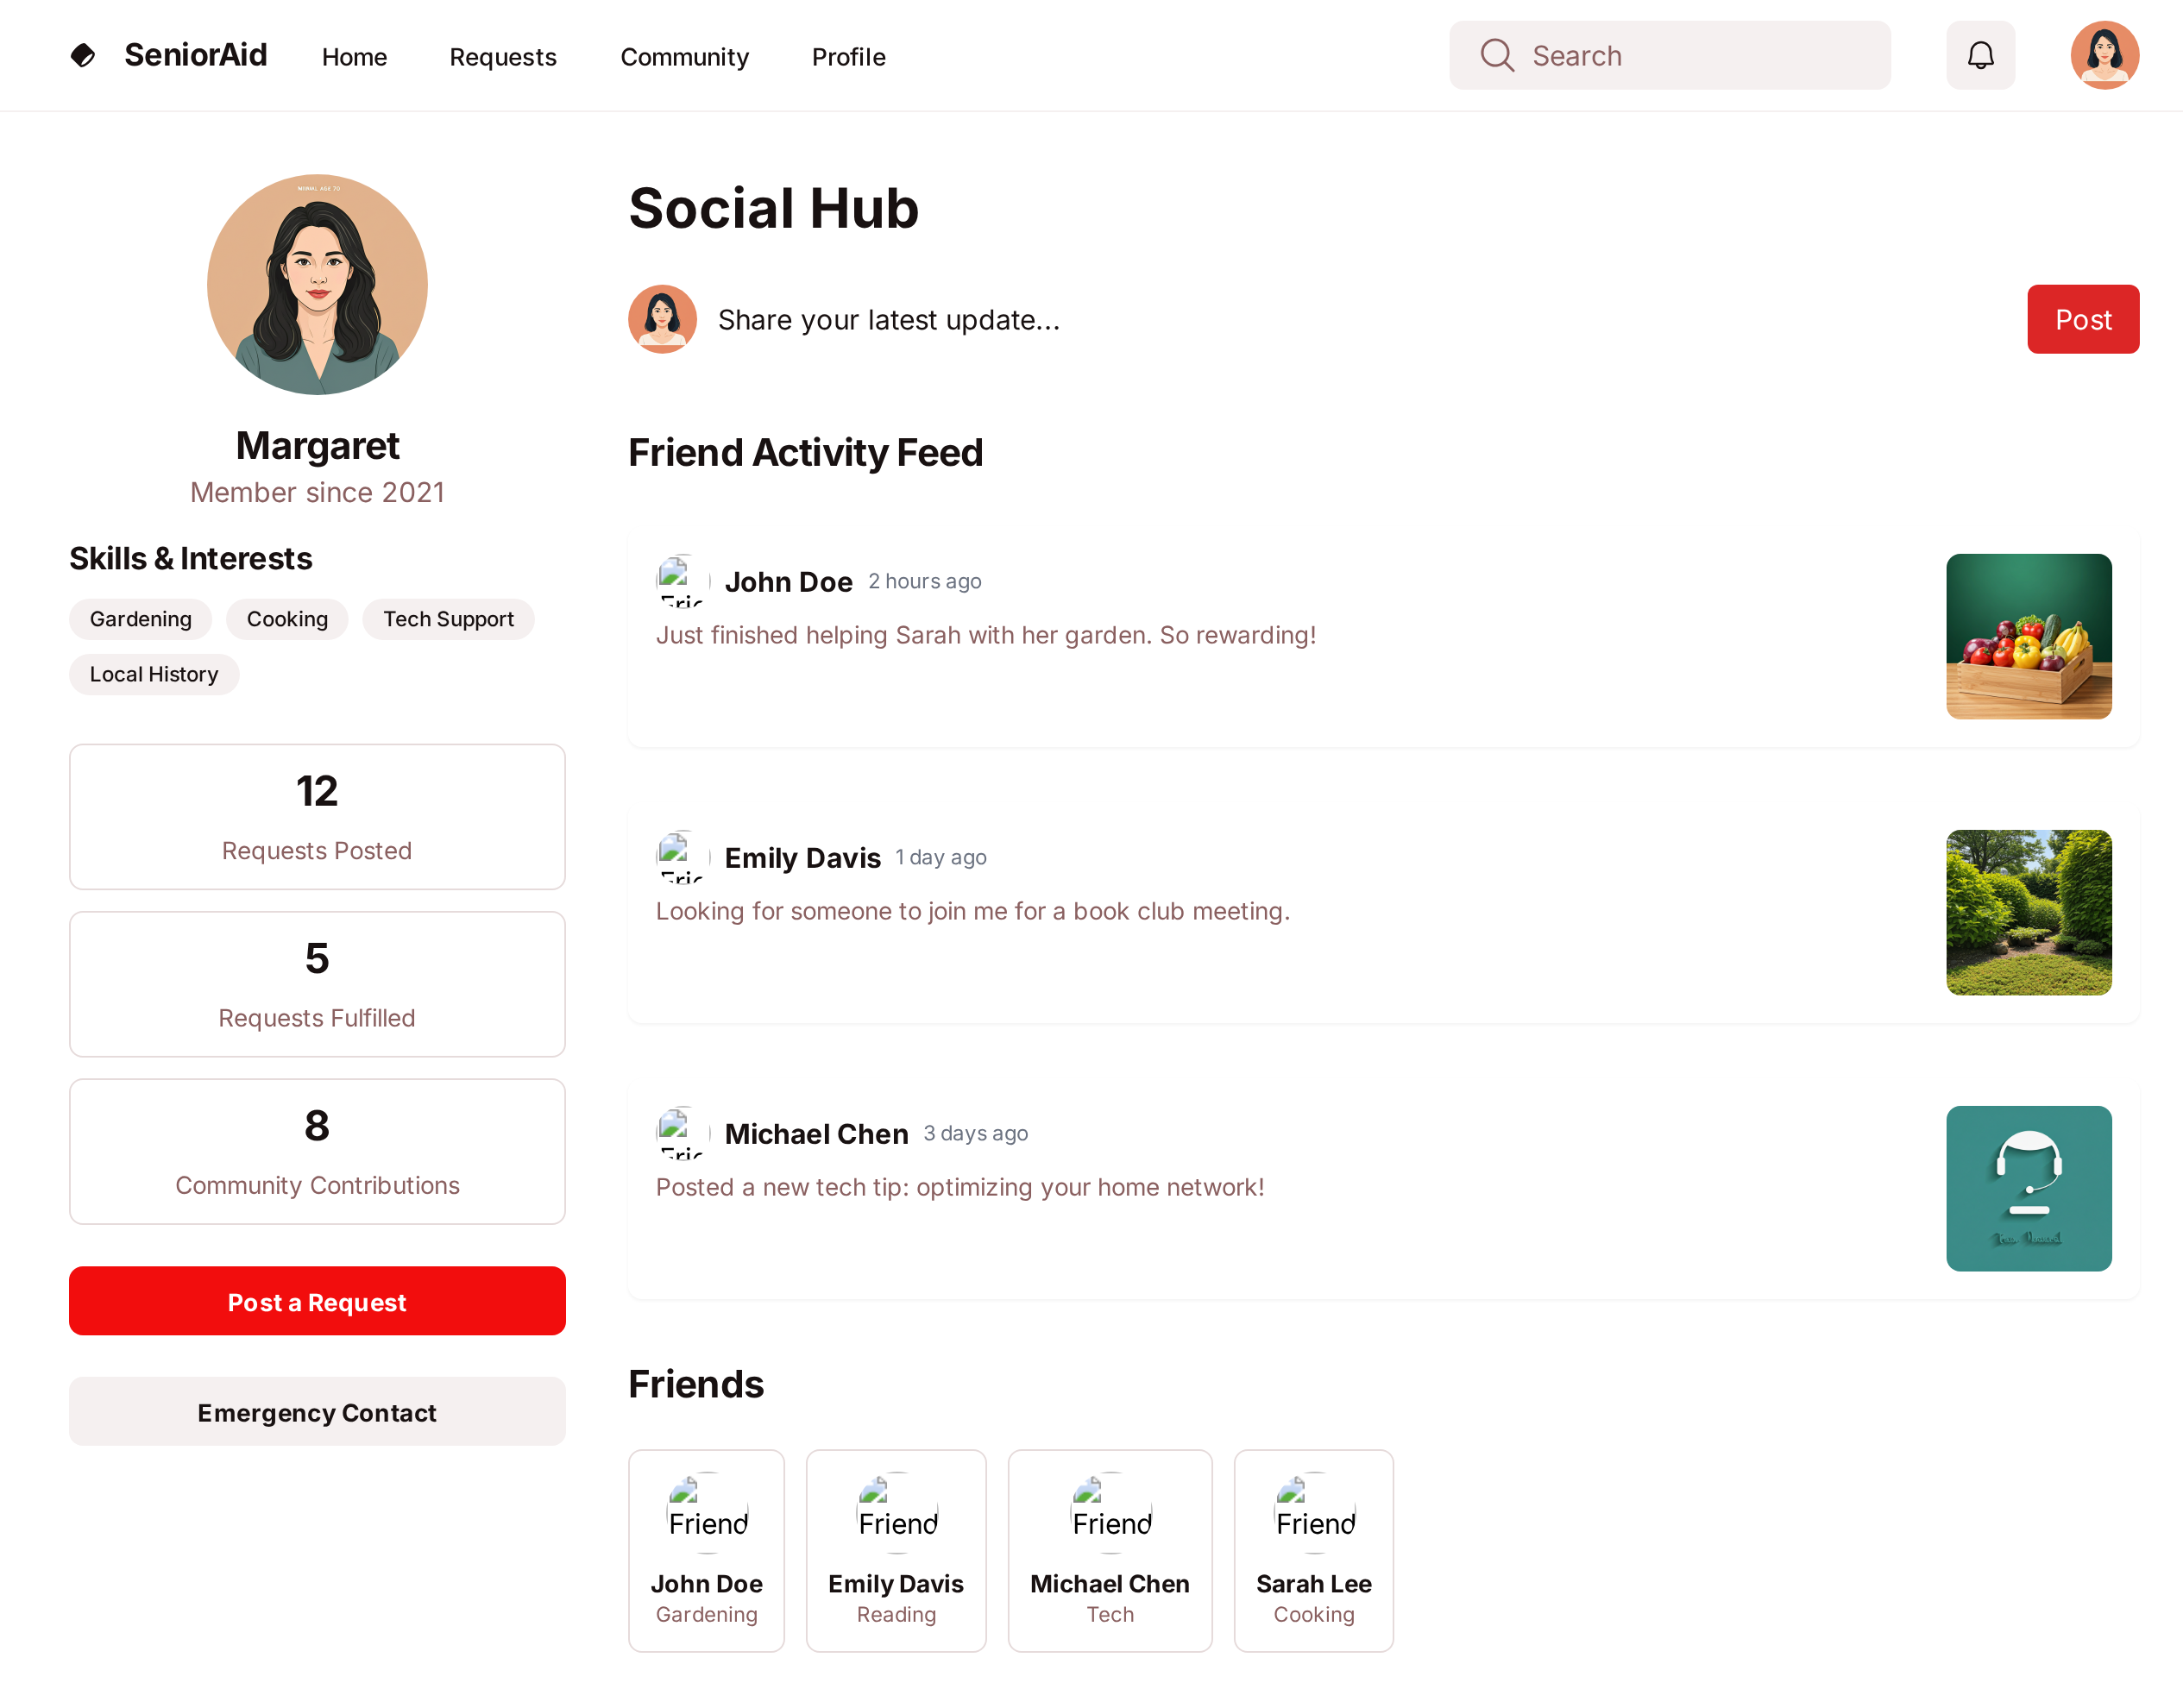 SeniorAid
Home
Requests
Community
Profile
Search
Margaret
Member since 2021
Skills & Interests
Gardening
Cooking
Tech Support
Local History
12
Requests Posted
5
Requests Fulfilled
8
Community Contributions
Post a Request
Emergency Contact
Social Hub
Share your latest update...
Post
Friend Activity Feed
John Doe 2 hours ago
Just finished helping Sarah with her garden. So rewarding!
Emily Davis 1 day ago
Looking for someone to join me for a book club meeting.
Michael Chen 3 days ago
Posted a new tech tip: optimizing your home network!
Friends
Friend
John Doe
Gardening
Friend
Emily Davis
Reading
Friend
Michael Chen
Tech
Friend
Sarah Lee
Cooking